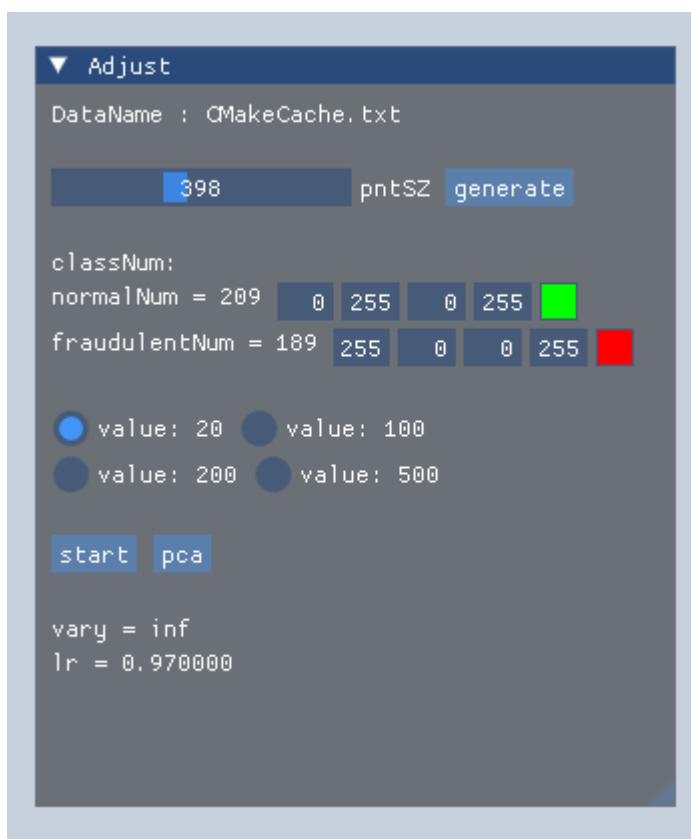 Adjust
DataName : CMakeCache.txt
398 pntSZ generate
classNum:
normalNum = 209 0 255 0 255
fraudulentNum = 189 255 0 0 255
value: 20 value: 100
value: 200 value: 500
start pca
vary = inf
lr = 0.970000